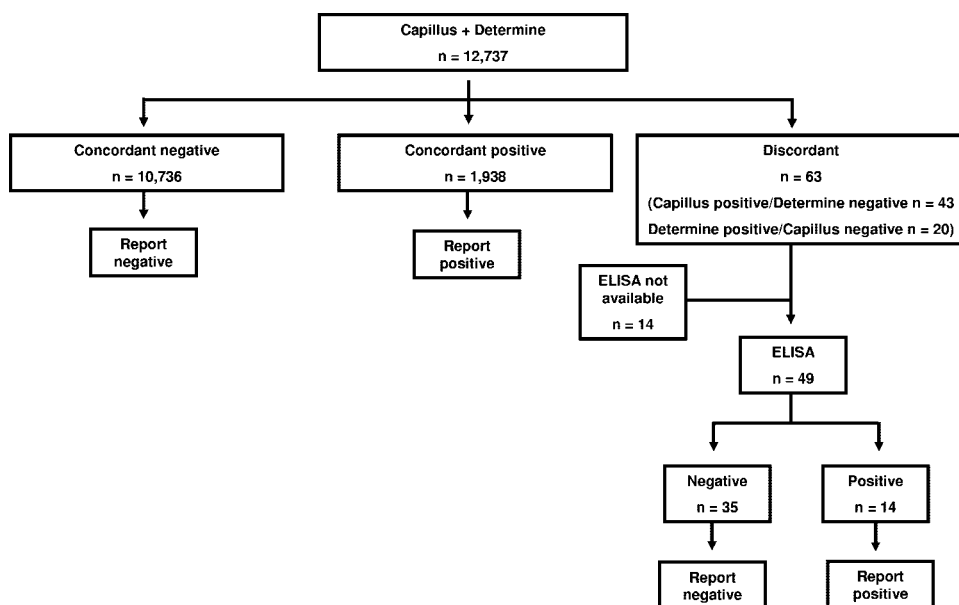 Capillus + Determine
n = 12,737
Concordant negative
n = 10,736
Concordant positive
n = 1,938
Discordant
n = 63
(Capillus positive/Determine negative n = 43
Determine positive/Capillus negative n = 20)
Report
negative
Report
positive
ELISA not
available
n = 14
ELISA
n = 49
Negative
n = 35
Positive
n = 14
Report
negative
Report
positive